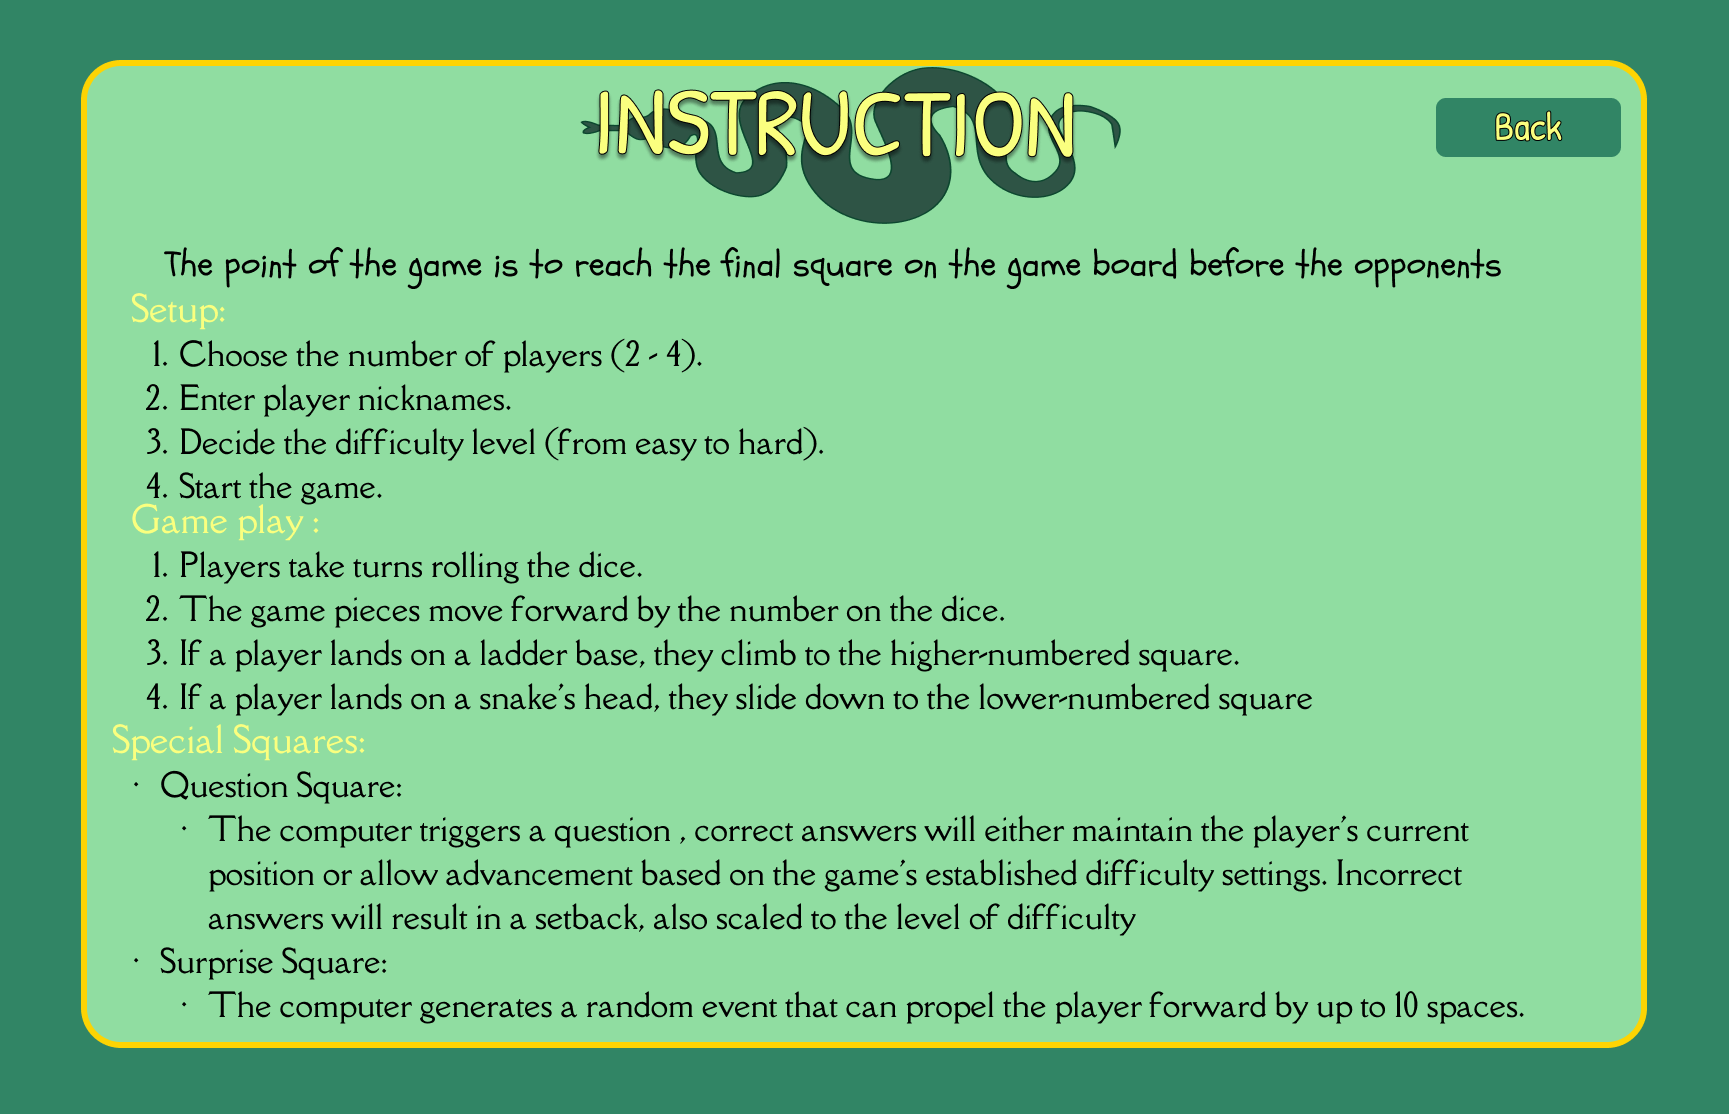 INSTRUCTION
Back
The point of the game is to reach the final square on the game board before the opponents
Setup:
1. Choose the number of players (2 - 4).
2. Enter player nicknames.
3. Decide the difficulty level (from easy to hard).
4. Start the game.
Game play :
1. Players take turns rolling the dice.
2. The game pieces move forward by the number on the dice.
3. If a player lands on a ladder base, they climb to the higher-numbered square.
4. If a player lands on a snake's head, they slide down to the lower-numbered square
Special Squares:
· Question Square:
· The computer triggers a question , correct answers will either maintain the player's current
position or allow advancement based on the game's established difficulty settings. Incorrect
answers will result in a setback, also scaled to the level of difficulty
· Surprise Square:
· The computer generates a random event that can propel the player forward by up to 10 spaces.